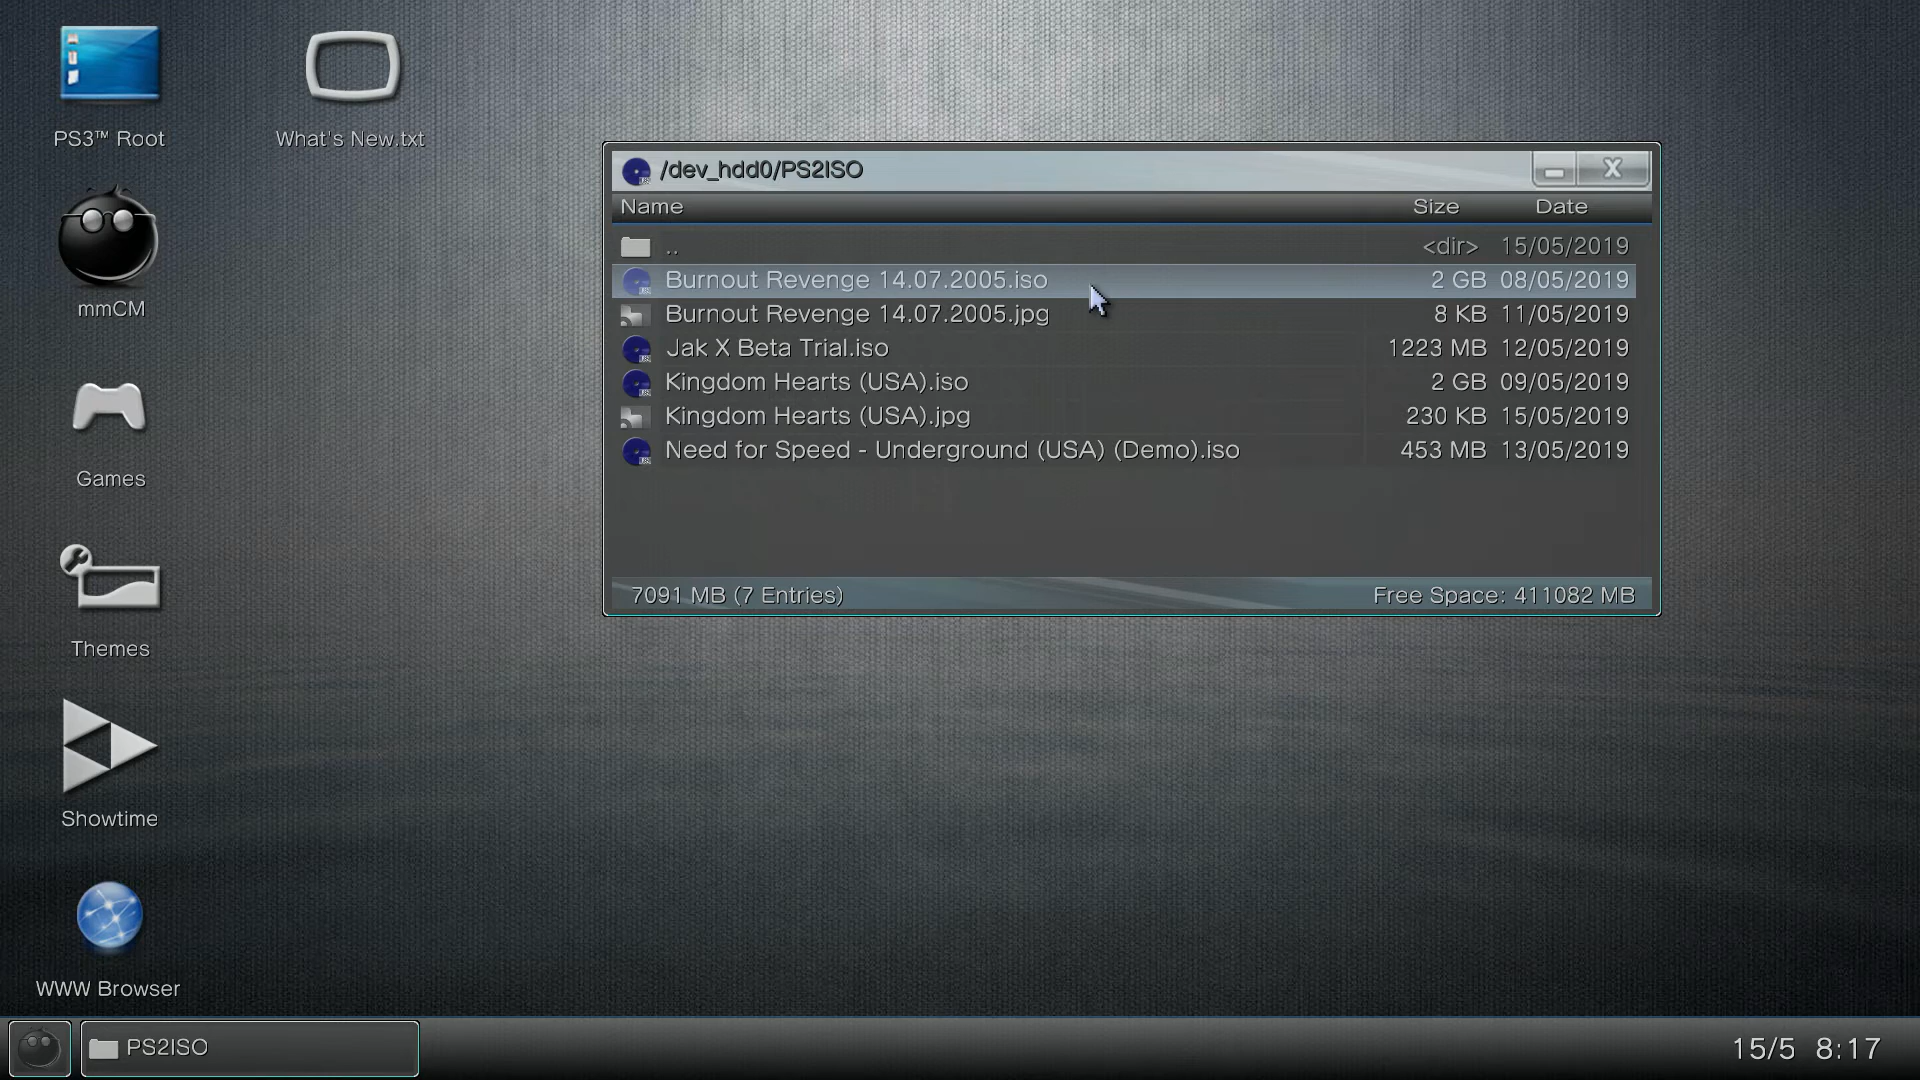 PS3™ Root
What's New.txt
mmCM
Games
Themes
Showtime
WWW Browser
/dev_hdd0/PS2ISO
Name Size Date
.. <dir> 15/05/2019
Burnout Revenge 14.07.2005.iso 2 GB 08/05/2019
Burnout Revenge 14.07.2005.jpg 8 KB 11/05/2019
Jak X Beta Trial.iso 1223 MB 12/05/2019
Kingdom Hearts (USA).iso 2 GB 09/05/2019
Kingdom Hearts (USA).jpg 230 KB 15/05/2019
Need for Speed - Underground (USA) (Demo).iso 453 MB 13/05/2019
7091 MB (7 Entries) Free Space: 411082 MB
PS2ISO
15/5 8:17